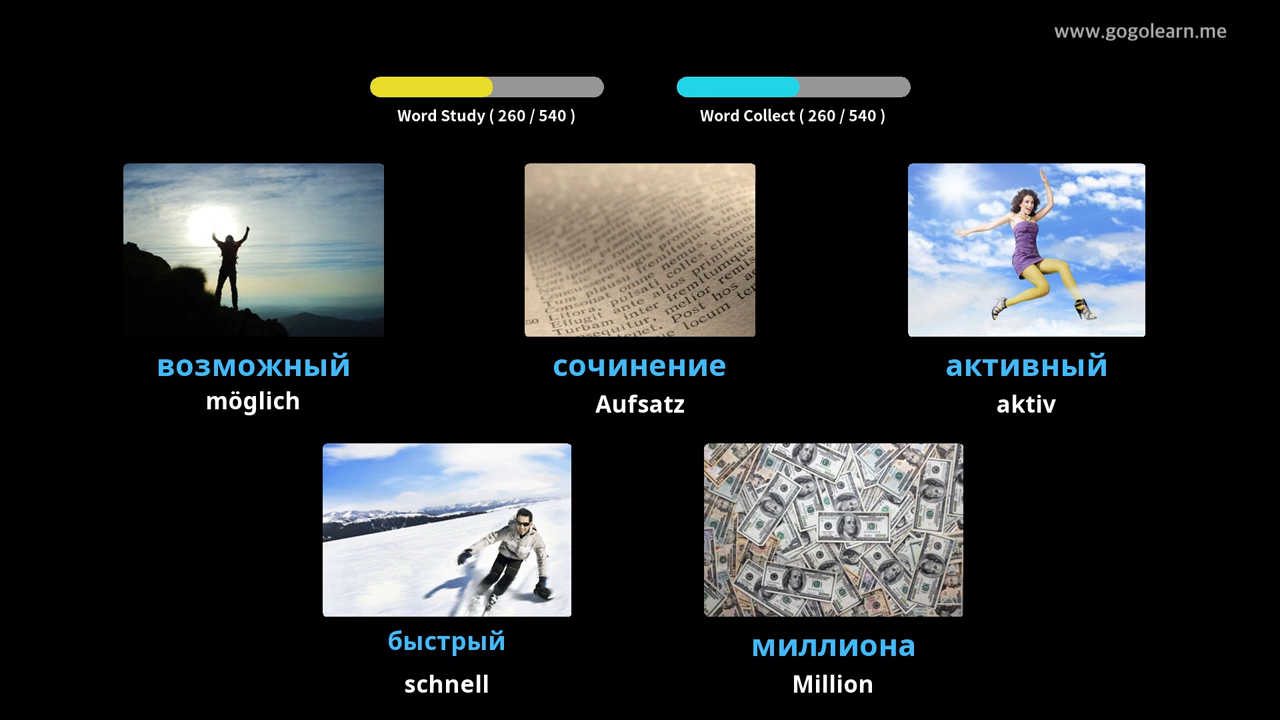 www.gogolearn.me
Word Study ( 260 / 540 )
Word Collect ( 260 / 540 )
возможный
möglich
сочинение
Aufsatz
активный
aktiv
быстрый
schnell
миллиона
Million